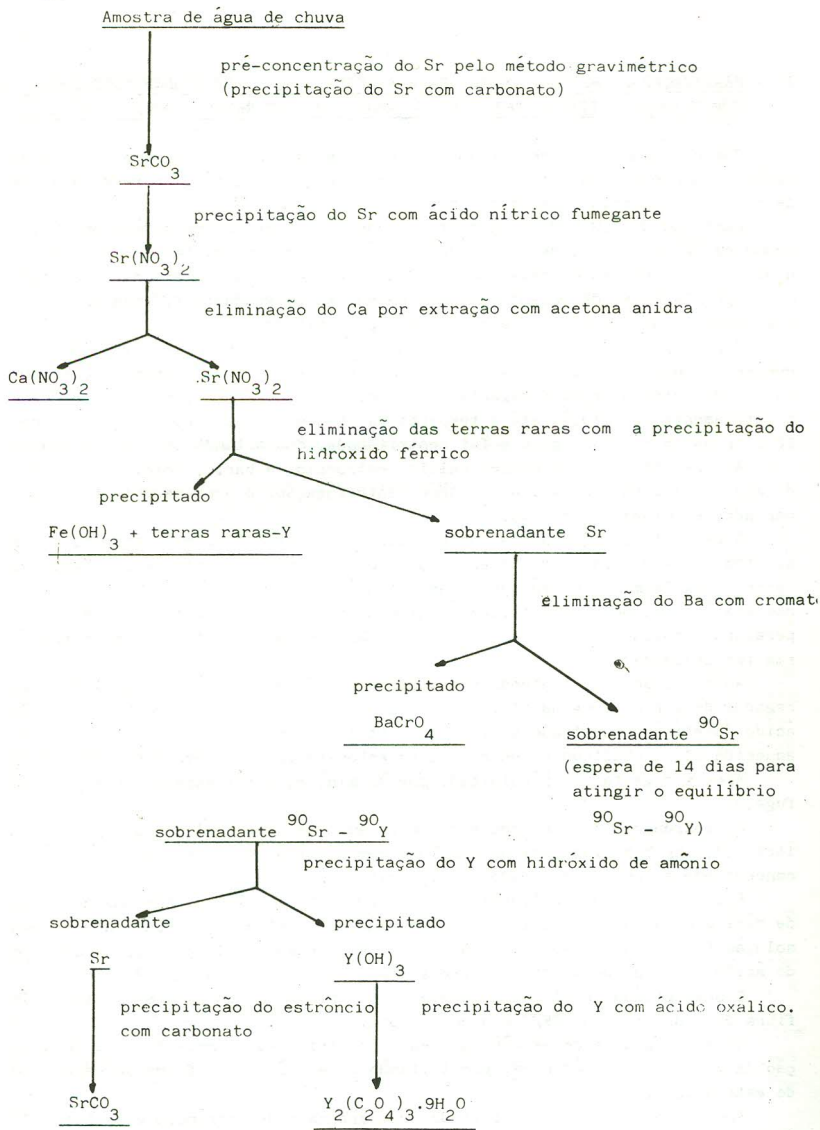 Amostra de água de chuva
pré-concentração do Sr pelo método gravimétrico
(precipitação do Sr com carbonato)
SrCO3
precipitação do Sr com ácido nítrico fumegante
Sr(NO3)2
eliminação do Ca por extração com acetona anidra
Ca(NO3)2
.Sr(NO3)2
eliminação das terras raras com a precipitação do
hidróxido férrico
precipitado
Fe(OH)3 + terras raras-Y
sobrenadante Sr
eliminação do Ba com cromat
precipitado
BaCrO4
sobrenadante 90Sr
(espera de 14 dias para
atingir o equilíbrio
90Sr - 90Y)
sobrenadante 90Sr - 90Y
precipitação do Y com hidróxido de amônio
sobrenadante
precipitado
Sr
Y(OH)3
precipitação do estrôncio
com carbonato
precipitação do Y com ácido oxálico.
SrCO3
Y2(C2O4)3.9H2O